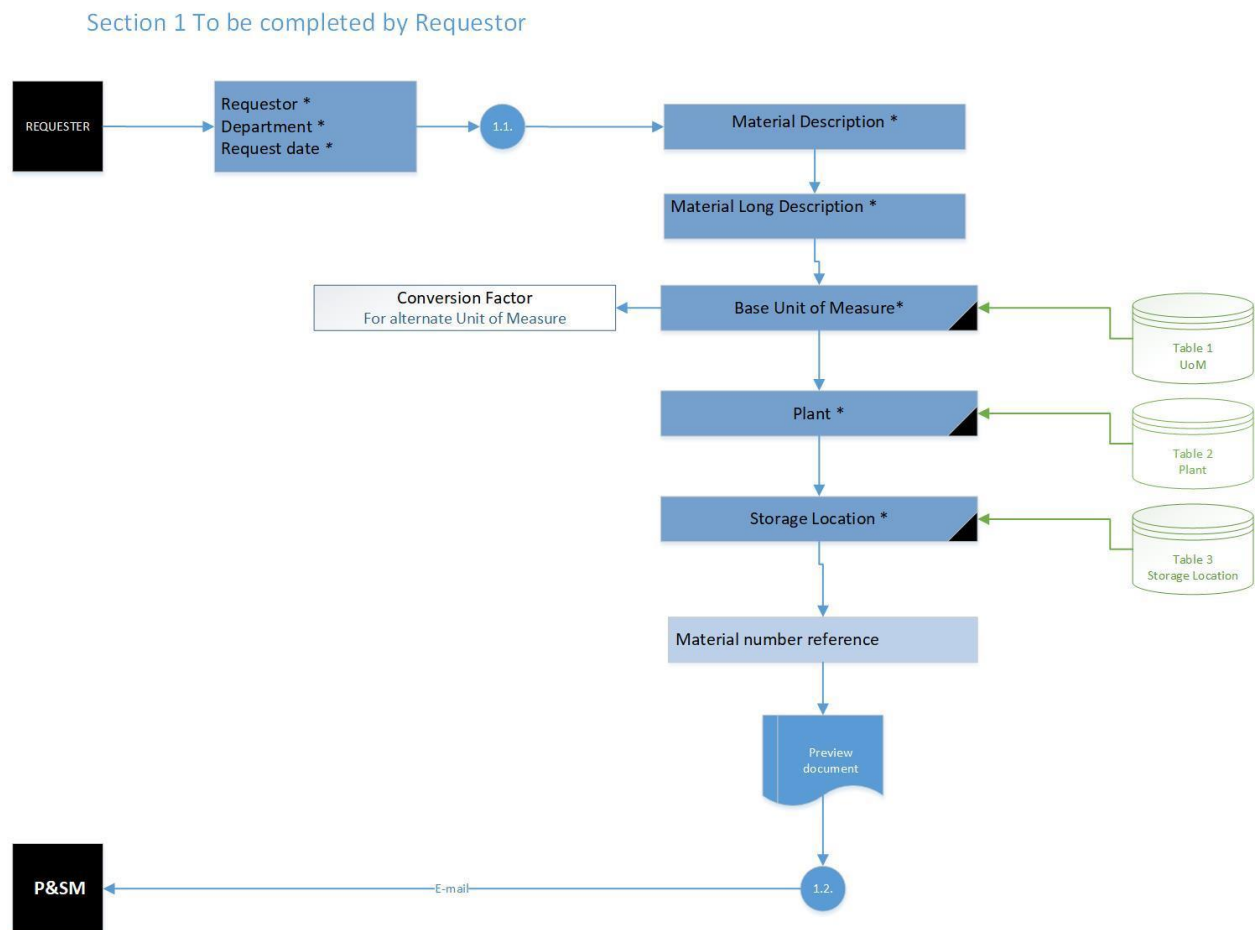 Section 1 To be completed by Requestor
REQUESTER
Requestor *
Department *
Request date *
1.1.
Material Description *
Material Long Description *
Conversion Factor
For alternate Unit of Measure
Base Unit of Measure*
Table 1
UoM
Plant *
Table 2
Plant
Storage Location *
Table 3
Storage Location
Material number reference
Preview
document
P&SM
E-mail
1.2.